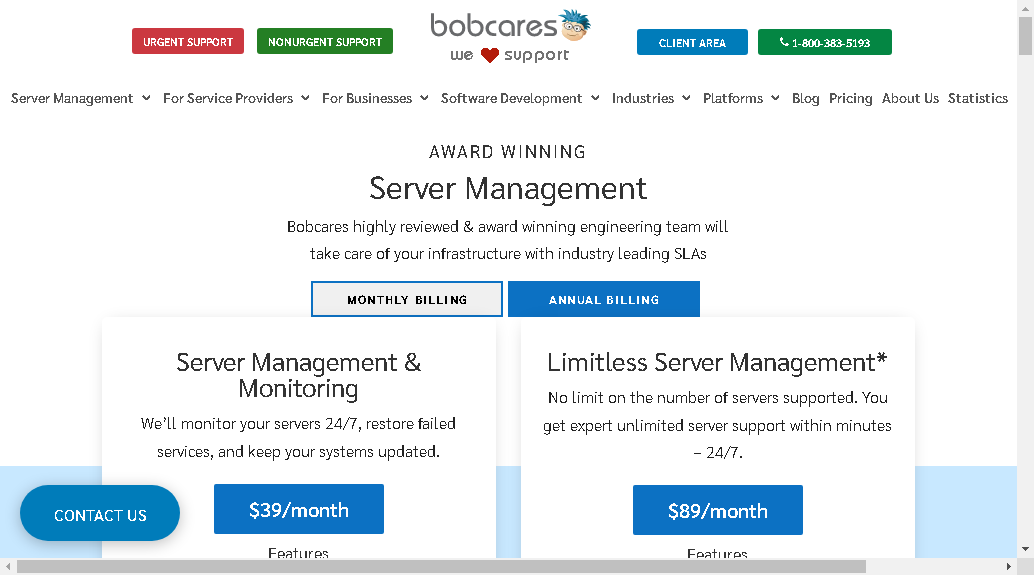 URGENT SUPPORT
NONURGENT SUPPORT
bobcares
we support
CLIENT AREA
1-800-383-5193
Server Management
For Service Providers
For Businesses
Software Development
Industries
Platforms
Blog
Pricing
About Us
Statistics
AWARD WINNING
Server Management
Bobcares highly reviewed & award winning engineering team will
take care of your infrastructure with industry leading SLAs
MONTHLY BILLING
ANNUAL BILLING
Server Management &
Monitoring
We'll monitor your servers 24/7, restore failed
services, and keep your systems updated.
$39/month
Features
Limitless Server Management*
No limit on the number of servers supported. You
get expert unlimited server support within minutes
– 24/7.
$89/month
Features
CONTACT US